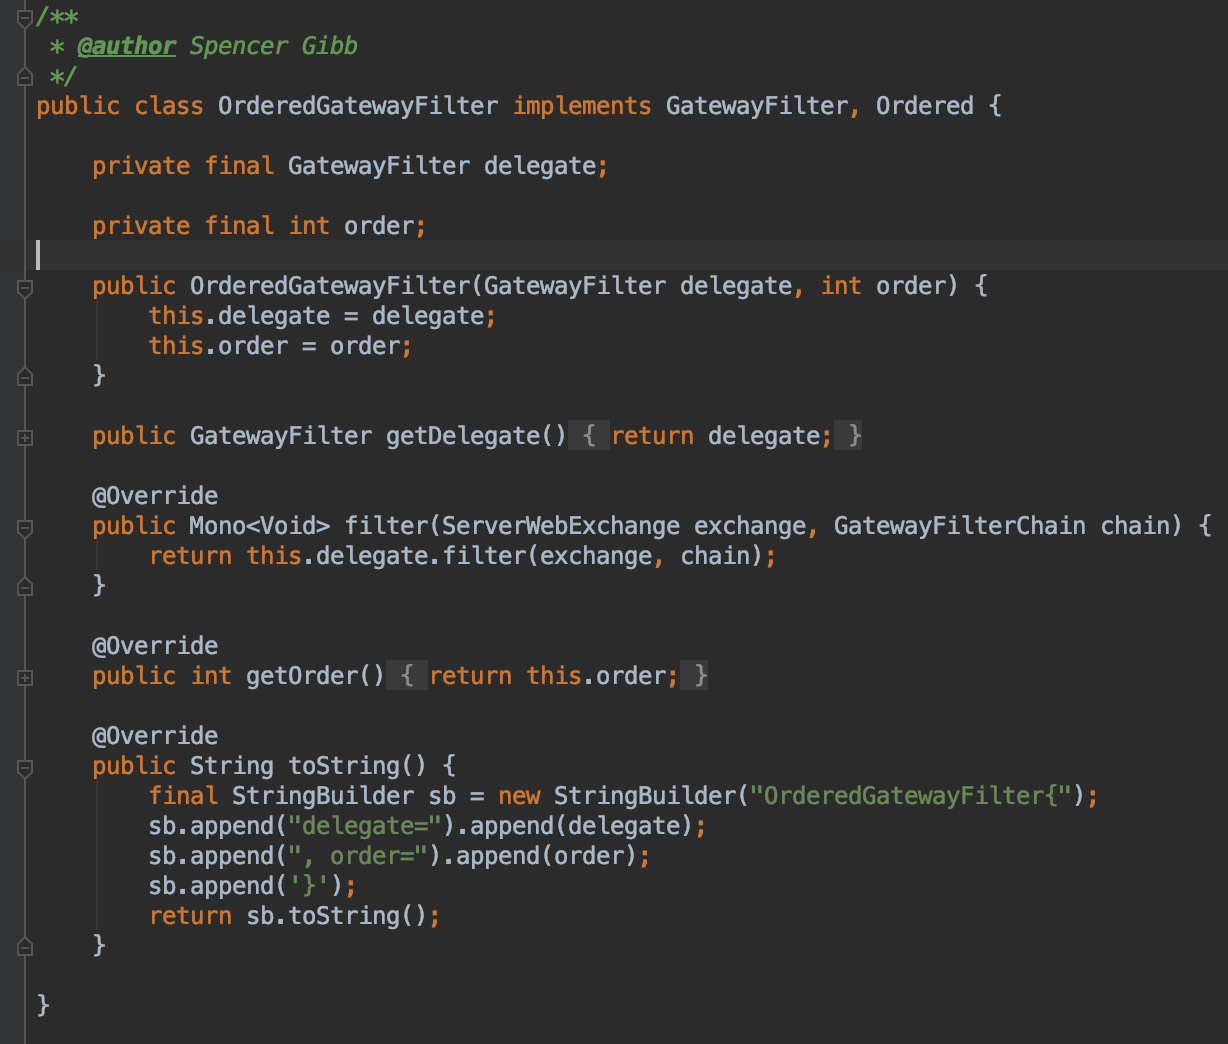 /**
 * @author Spencer Gibb
 */
public class OrderedGatewayFilter implements GatewayFilter, Ordered {
    private final GatewayFilter delegate;
    private final int order;
    public OrderedGatewayFilter(GatewayFilter delegate, int order) {
        this.delegate = delegate;
        this.order = order;
    }
    public GatewayFilter getDelegate() { return delegate; }
    @Override
    public Mono<Void> filter(ServerWebExchange exchange, GatewayFilterChain chain) {
        return this.delegate.filter(exchange, chain);
    }
    @Override
    public int getOrder() { return this.order; }
    @Override
    public String toString() {
        final StringBuilder sb = new StringBuilder("OrderedGatewayFilter{");
        sb.append("delegate=").append(delegate);
        sb.append(", order=").append(order);
        sb.append('}');
        return sb.toString();
    }
}